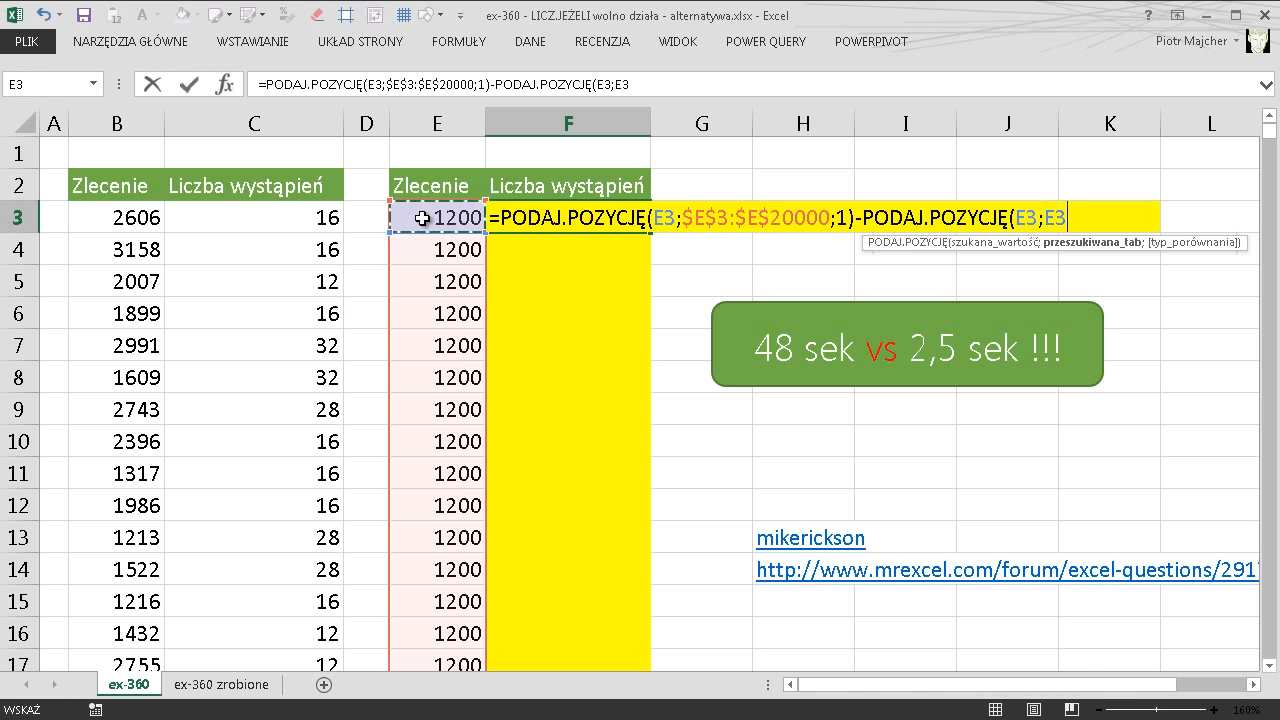 ex-360 - LICZ.JEŻELI wolno działa - alternatywa.xlsx - Excel
PLIK NARZĘDZIA GŁÓWNE WSTAWIANIE UKŁAD STRONY FORMUŁY DANE RECENZJA WIDOK POWER QUERY POWERPIVOT Piotr Majcher
E3 =PODAJ.POZYCJĘ(E3;$E$3:$E$20000;1)-PODAJ.POZYCJĘ(E3;E3
A B C D E F G H I J K L
1
2 Zlecenie Liczba wystąpień Zlecenie Liczba wystąpień
3 2606 16 1200 =PODAJ.POZYCJĘ(E3;$E$3:$E$20000;1)-PODAJ.POZYCJĘ(E3;E3
PODAJ.POZYCJĘ(szukana_wartość; przeszukiwana_tab; [typ_porównania])
4 3158 16 1200
5 2007 12 1200
6 1899 16 1200
7 2991 32 1200
48 sek vs 2,5 sek !!!
8 1609 32 1200
9 2743 28 1200
10 2396 16 1200
11 1317 16 1200
12 1986 16 1200
13 1213 28 1200 mikerickson
14 1522 28 1200 http://www.mrexcel.com/forum/excel-questions/291
15 1216 16 1200
16 1432 12 1200
17 2755 12 1200
ex-360 ex-360 zrobione
WSKAŻ 160%